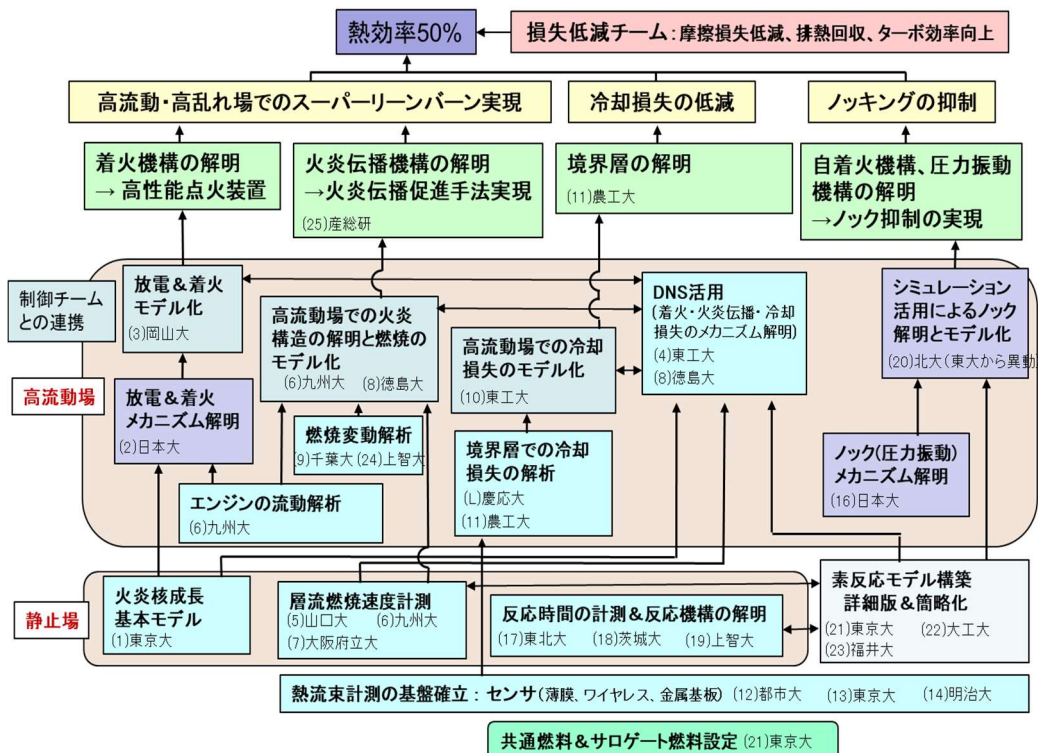 熱効率50%
損失低減チーム：摩擦損失低減、排熱回収、ターボ効率向上
高流動・高乱れ場でのスーパーリーンバーン実現
冷却損失の低減
ノッキングの抑制
着火機構の解明
→ 高性能点火装置
火炎伝播機構の解明
→火炎伝播促進手法実現
(25)産総研
境界層の解明
(11)農工大
自着火機構、圧力振動
機構の解明
→ノック抑制の実現
制御チーム
との連携
放電&着火
モデル化
(3)岡山大
高流動場での火炎
構造の解明と燃焼の
モデル化
(6)九州大 (8)徳島大
高流動場での冷却
損失のモデル化
(10)東工大
DNS活用
(着火・火炎伝播・冷却
損失のメカニズム解明)
(4)東工大
(8)徳島大
シミュレーション
活用によるノック
解明とモデル化
(20)北大(東大から異動)
高流動場
放電&着火
メカニズム解明
(2)日本大
燃焼変動解析
(9)千葉大 (24)上智大
境界層での冷却
損失の解析
(L)慶応大
(11)農工大
ノック(圧力振動)
メカニズム解明
(16)日本大
エンジンの流動解析
(6)九州大
静止場
火炎核成長
基本モデル
(1)東京大
層流燃焼速度計測
(5)山口大 (6)九州大
(7)大阪府立大
反応時間の計測&反応機構の解明
(17)東北大 (18)茨城大 (19)上智大
素反応モデル構築
詳細版&簡略化
(21)東京大 (22)大工大
(23)福井大
熱流束計測の基盤確立：センサ(薄膜、ワイヤレス、金属基板) (12)都市大 (13)東京大 (14)明治大
共通燃料&サロゲート燃料設定 (21)東京大